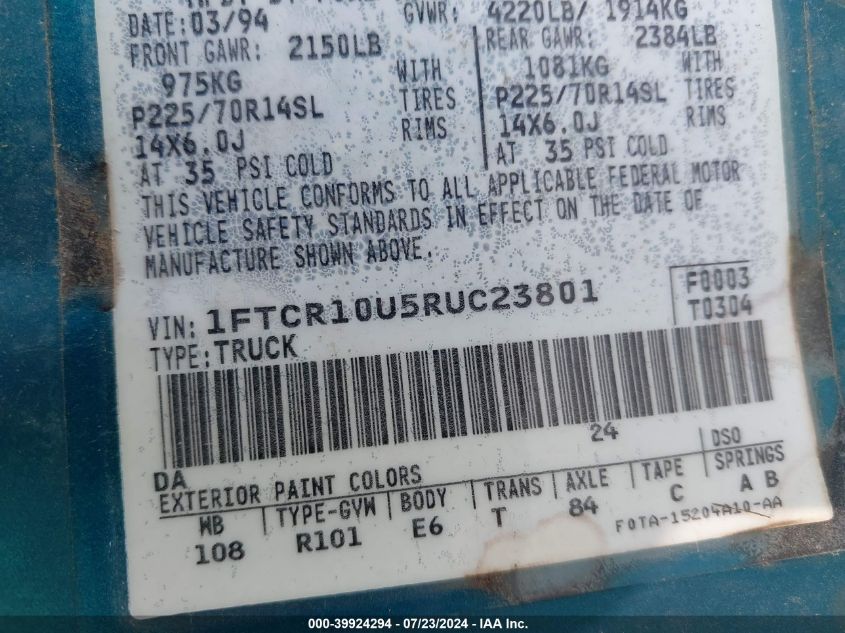 DATE: 03/94 GVWR: 4220LB/ 1914KG
FRONT GAWR: 2150LB REAR GAWR: 2384LB
975KG WITH 1081KG WITH
P225/70R14SL TIRES P225/70R14SL TIRES
14X6.0J RIMS 14X6.0J RIMS
AT 35 PSI COLD AT 35 PSI COLD
THIS VEHICLE CONFORMS TO ALL APPLICABLE FEDERAL MOTOR
VEHICLE SAFETY STANDARDS IN EFFECT ON THE DATE OF
MANUFACTURE SHOWN ABOVE.
F0003
VIN: 1FTCR10U5RUC23801 T0304
TYPE: TRUCK
24 DSO
DA
EXTERIOR PAINT COLORS
WB TYPE-GVW BODY TRANS AXLE TAPE SPRINGS
108 R101 E6 T 84 C A B
F0TA-15204A10-AA
000-39924294 - 07/23/2024 - IAA Inc.